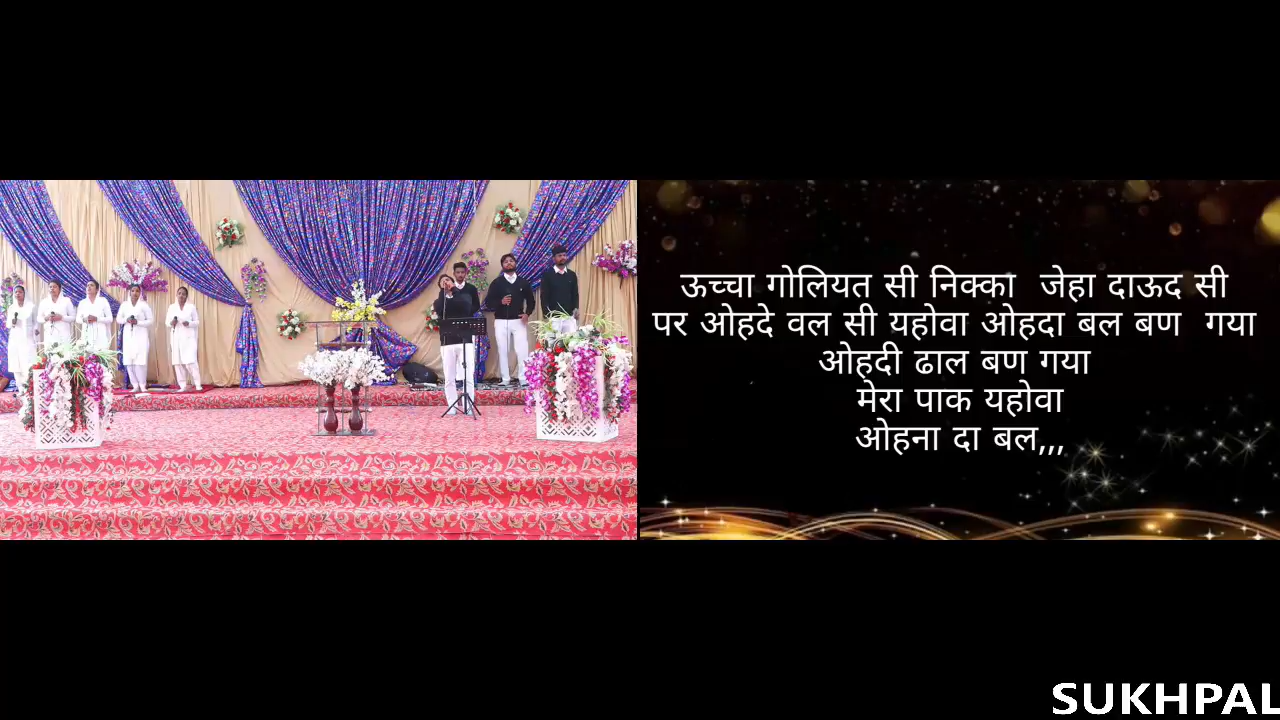 ऊच्चा गोलियत सी निक्का जेहा दाऊद सी
पर ओहदे वल सी यहोवा ओहदा बल बण गया
ओहदी ढाल बण गया
मेरा पाक यहोवा
ओहना दा बल,,,
SUKHPAL